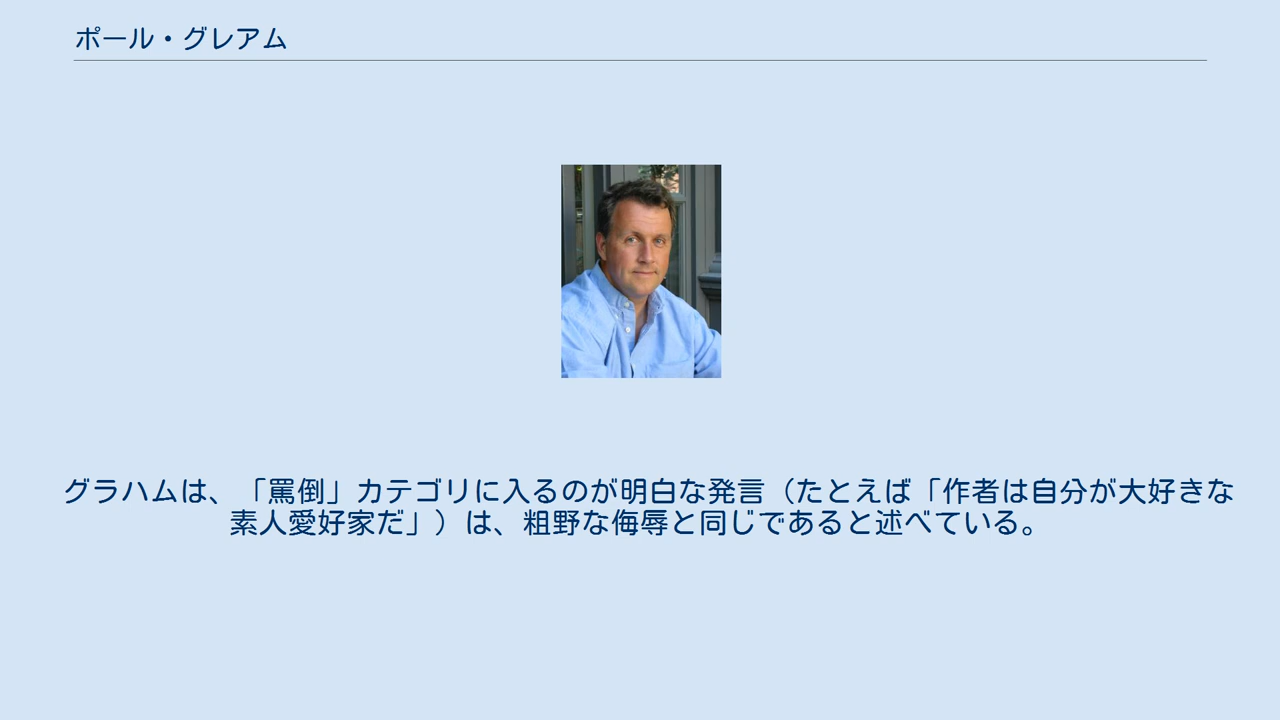 ポール・グレアム
グラハムは、「罵倒」カテゴリに入るのが明白な発言（たとえば「作者は自分が大好きな
素人愛好家だ」）は、粗野な侮辱と同じであると述べている。